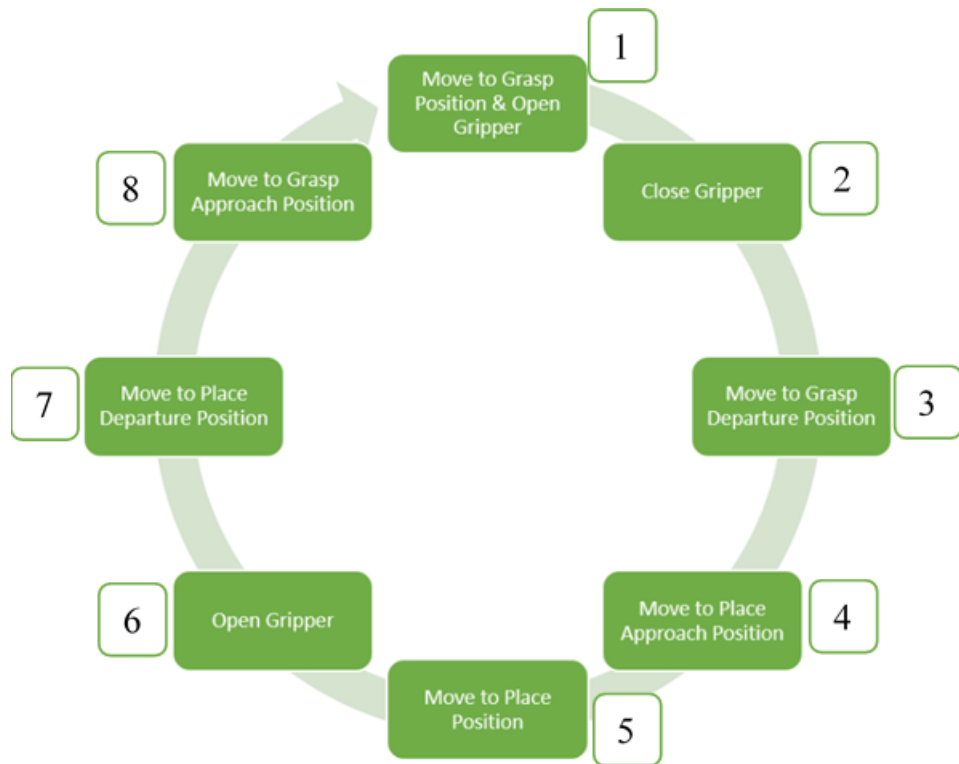 1
Move to Grasp
Position & Open
Gripper
2
Close Gripper
3
Move to Grasp
Departure Position
4
Move to Place
Approach Position
5
Move to Place
Position
6
Open Gripper
7
Move to Place
Departure Position
8
Move to Grasp
Approach Position